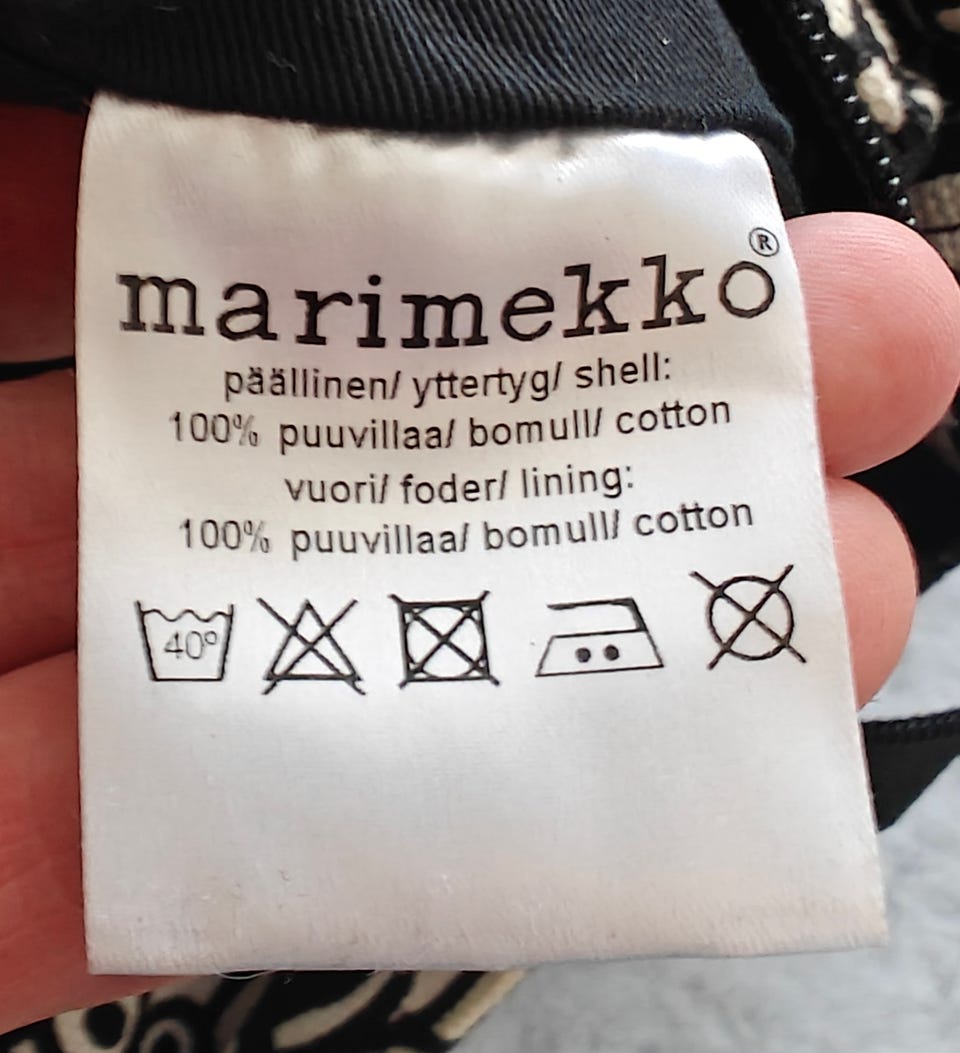 marimekko®
päällinen/ yttertyg/ shell:
100% puuvillaa/ bomull/ cotton
vuori/ foder/ lining:
100% puuvillaa/ bomull/ cotton
40°